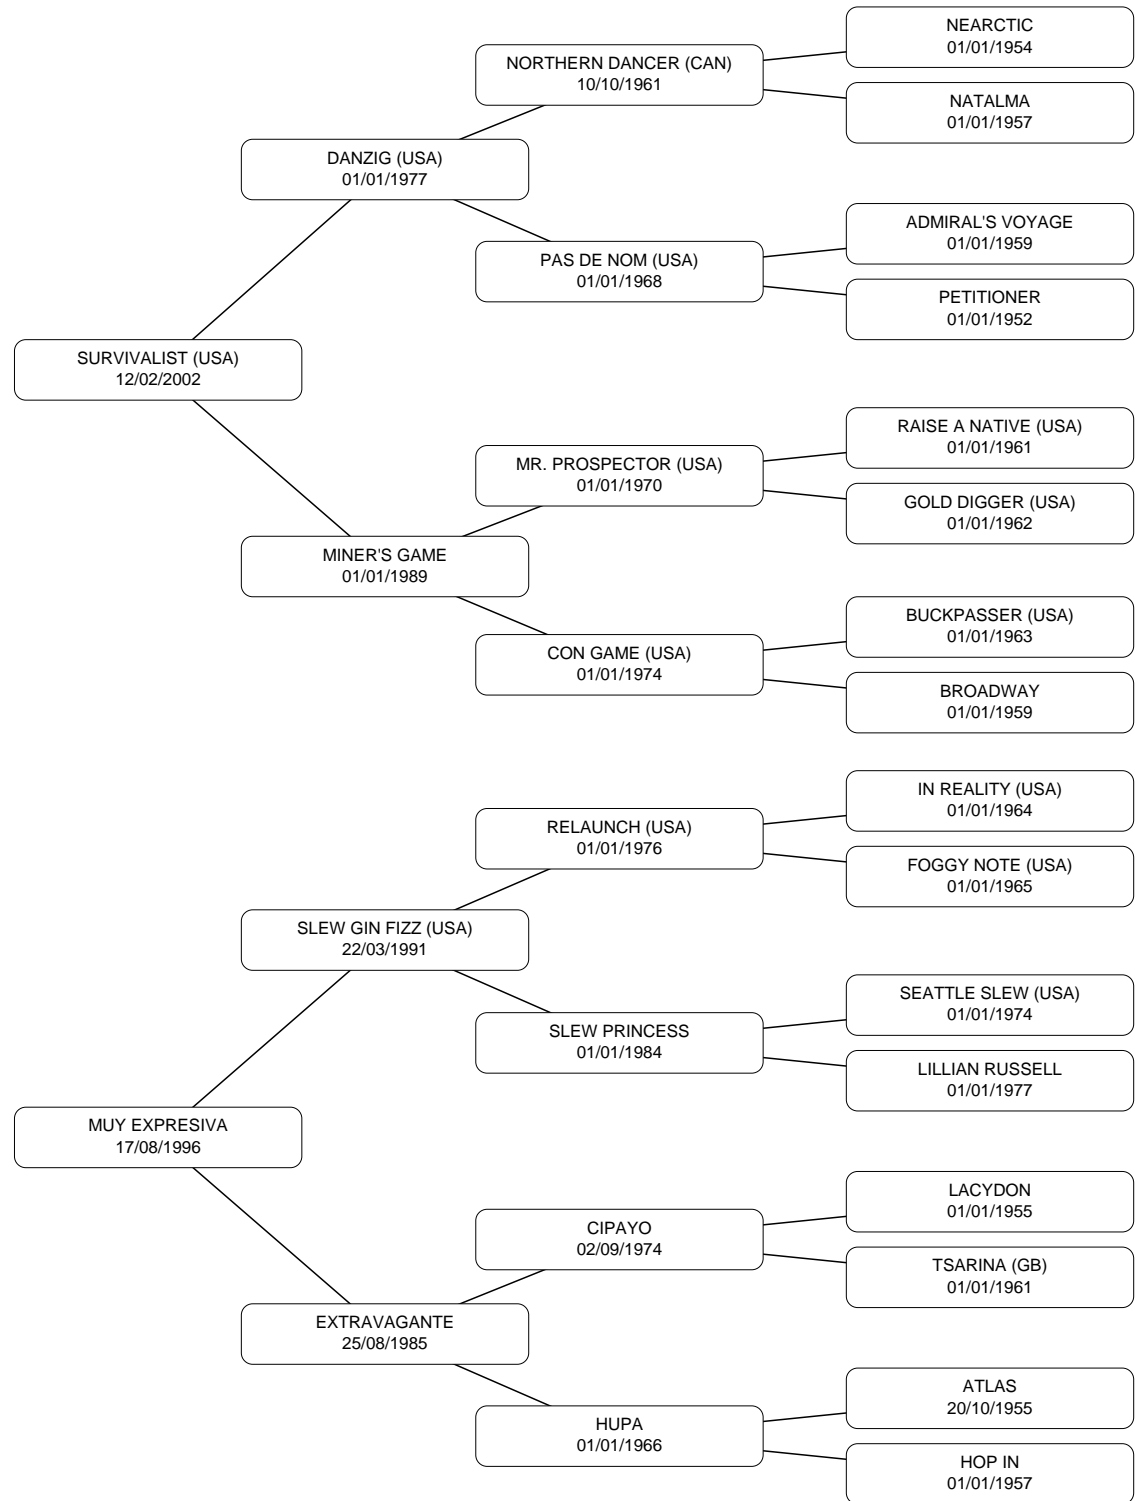 NEARCTIC
01/01/1954
NORTHERN DANCER (CAN)
10/10/1961
NATALMA
01/01/1957
DANZIG (USA)
01/01/1977
ADMIRAL'S VOYAGE
01/01/1959
PAS DE NOM (USA)
01/01/1968
PETITIONER
01/01/1952
SURVIVALIST (USA)
12/02/2002
RAISE A NATIVE (USA)
01/01/1961
MR. PROSPECTOR (USA)
01/01/1970
GOLD DIGGER (USA)
01/01/1962
MINER'S GAME
01/01/1989
BUCKPASSER (USA)
01/01/1963
CON GAME (USA)
01/01/1974
BROADWAY
01/01/1959
IN REALITY (USA)
01/01/1964
RELAUNCH (USA)
01/01/1976
FOGGY NOTE (USA)
01/01/1965
SLEW GIN FIZZ (USA)
22/03/1991
SEATTLE SLEW (USA)
01/01/1974
SLEW PRINCESS
01/01/1984
LILLIAN RUSSELL
01/01/1977
MUY EXPRESIVA
17/08/1996
LACYDON
01/01/1955
CIPAYO
02/09/1974
TSARINA (GB)
01/01/1961
EXTRAVAGANTE
25/08/1985
ATLAS
20/10/1955
HUPA
01/01/1966
HOP IN
01/01/1957